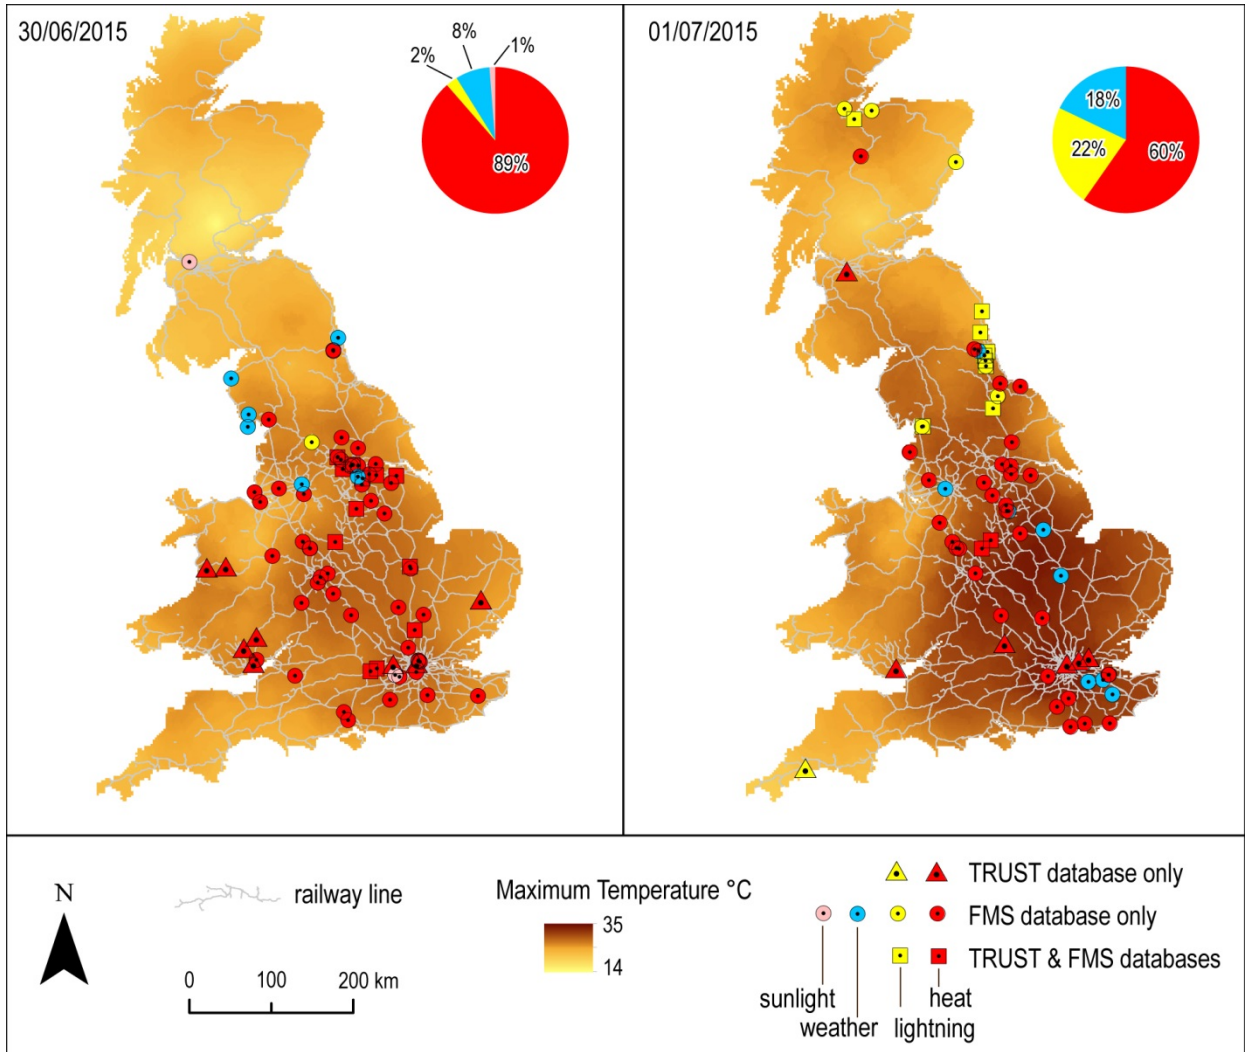 30/06/2015
2%
8%
1%
89%
01/07/2015
18%
22%
60%
N
railway line
0 100 200 km
Maximum Temperature °C
35
14
TRUST database only
FMS database only
TRUST & FMS databases
sunlight
weather
lightning
heat